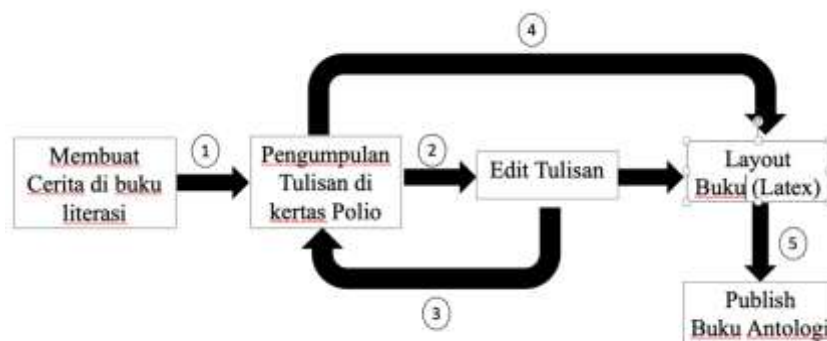 4
1
2
Membuat
Cerita di buku
literasi
Pengumpulan
Tulisan di
kertas Polio
Edit Tulisan
Layout
Buku (Latex)
3
5
Publish
Buku Antologi